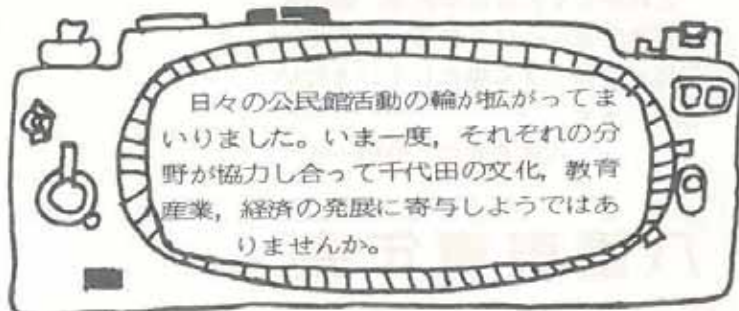 日々の公民館活動の輪が拡がってま
いりました。いま一度，それぞれの分
野が協力し合って千代田の文化，教育
産業，経済の発展に寄与しようではあ
りませんか。